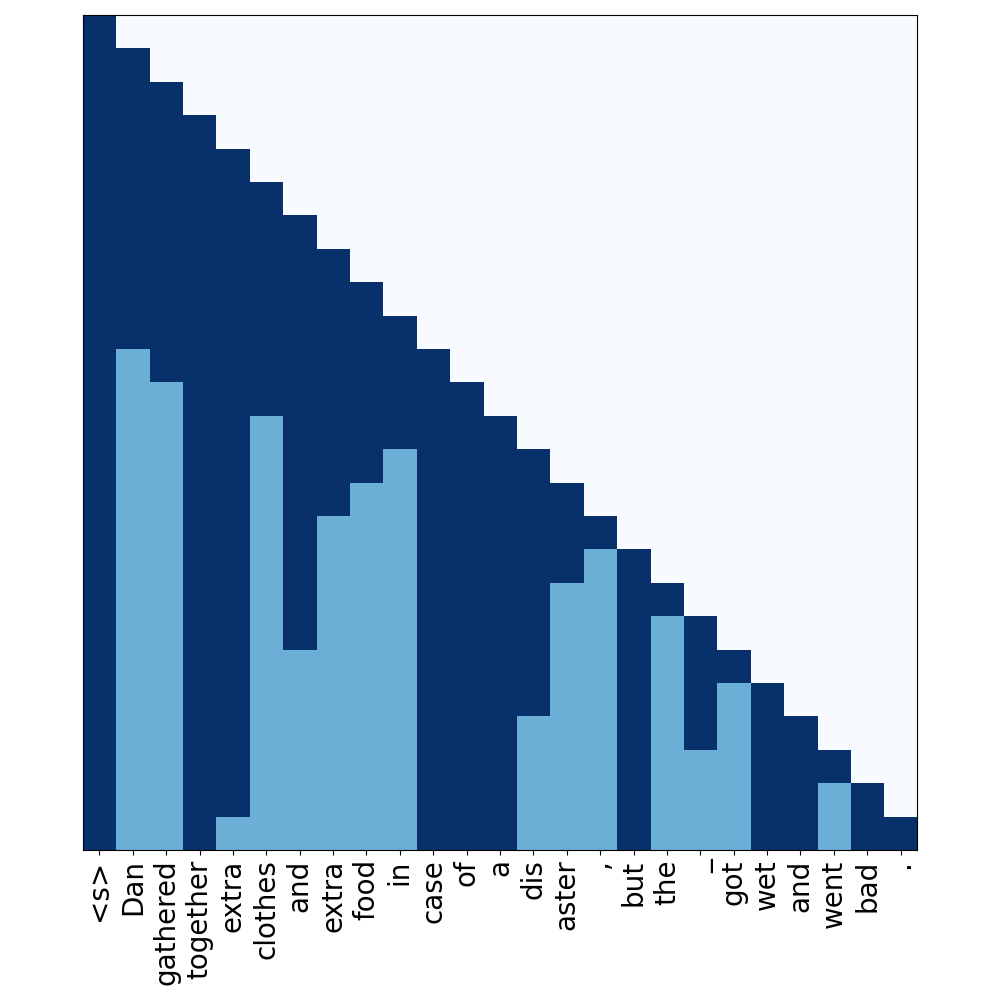 <s>
Dan
gathered
together
extra
clothes
and
extra
food
in
case
of
a
dis
aster
,
but
the
_
got
wet
and
went
bad
.